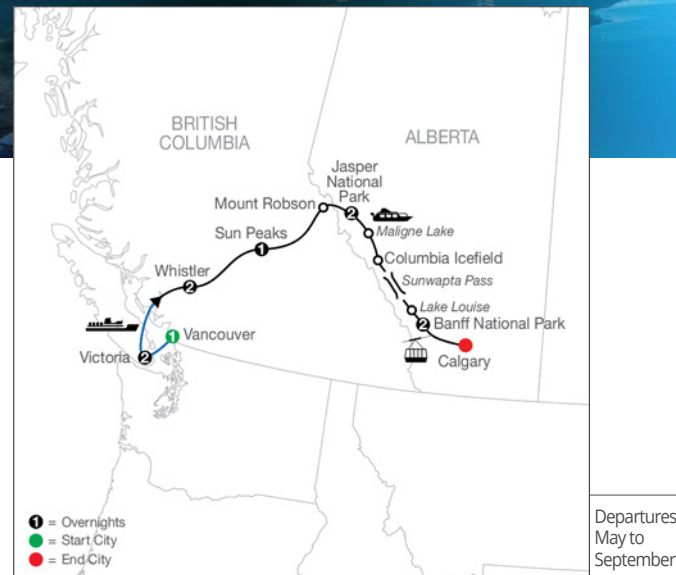 BRITISH
COLUMBIA
ALBERTA
Jasper
National
Park
2
Mount Robson
Maligne Lake
Sun Peaks
1
Columbia Icefield
Whistler
2
Sunwapta Pass
Lake Louise
2
Banff National Park
1
Vancouver
Victoria
2
Calgary
1 = Overnights
= Start City
= End City
Departures
May to
September